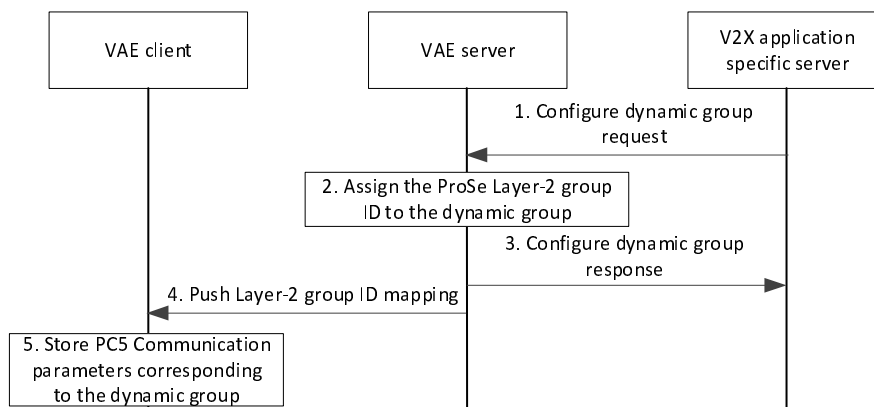 VAE client
VAE server
V2X application
specific server
1. Configure dynamic group
request
2. Assign the ProSe Layer-2 group
ID to the dynamic group
3. Configure dynamic group
response
4. Push Layer-2 group ID mapping
5. Store PC5 Communication
parameters corresponding
to the dynamic group